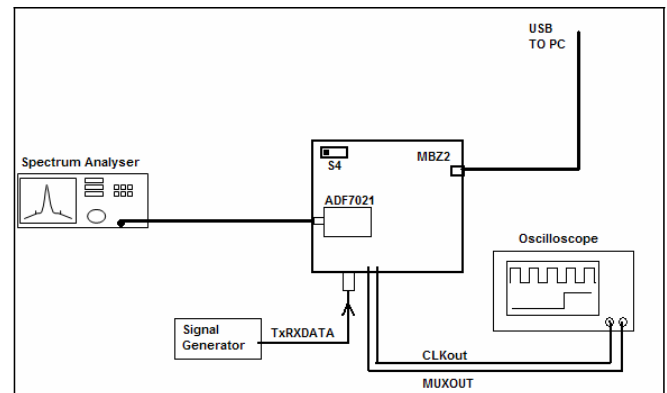 USB
TO PC
S4
MBZ2
Spectrum Analyser
ADF7021
Oscilloscope
Signal
Generator
TxRXDATA
CLKout
MUXOUT